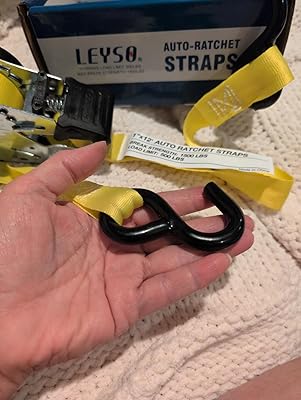 LEYSO
AUTO-RATCHET
STRAPS
1"X12' AUTO RATCHET STRAPS
BREAK STRENGTH: 1500 LBS
LOAD LIMIT: 500 LBS